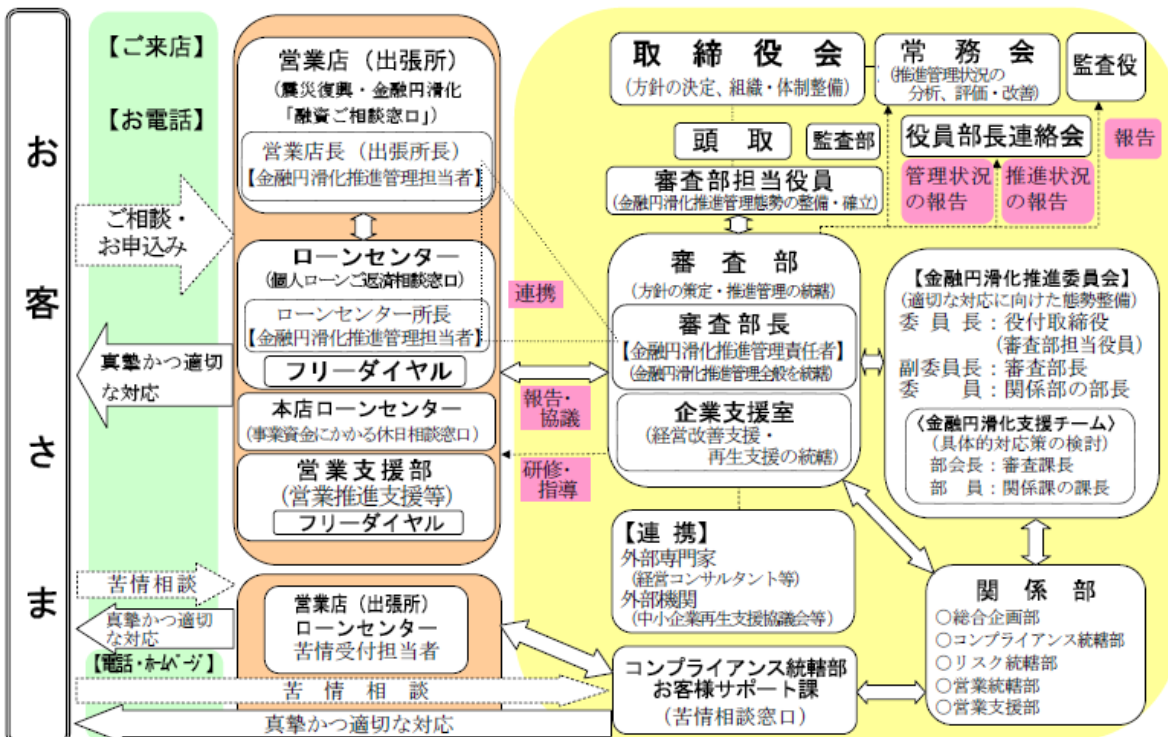 お客さま
【ご来店】
【お電話】
ご相談・
お申込み
真摯かつ適切
な対応
苦情相談
真摯かつ適切
な対応
【電話・ホームページ】
苦情相談
真摯かつ適切な対応
営業店（出張所）
（震災復興・金融円滑化
「融資ご相談窓口」）
営業店長（出張所長）
【金融円滑化推進管理担当者】
ローンセンター
（個人ローンご返済相談窓口）
ローンセンター所長
【金融円滑化推進管理担当者】
フリーダイヤル
本店ローンセンター
（事業資金にかかる休日相談窓口）
営業支援部
（営業推進支援等）
フリーダイヤル
営業店（出張所）
ローンセンター
苦情受付担当者
連携
報告・
協議
研修・
指導
取締役会
（方針の決定、組織・体制整備）
常務会
（推進管理状況の
分析、評価・改善）
監査役
頭取
監査部
役員部長連絡会
報告
管理状況
の報告
推進状況
の報告
審査部担当役員
（金融円滑化推進管理態勢の整備・確立）
審査部
（方針の策定・推進管理の統轄）
審査部長
【金融円滑化推進管理責任者】
（金融円滑化推進管理全般を統轄）
企業支援室
（経営改善支援・
再生支援の統轄）
【金融円滑化推進委員会】
（適切な対応に向けた態勢整備）
委員長：役付取締役
（審査部担当役員）
副委員長：審査部長
委　員：関係部の部長
〈金融円滑化支援チーム〉
（具体的対応策の検討）
部会長：審査課長
部　員：関係課の課長
【連携】
外部専門家
（経営コンサルタント等）
外部機関
（中小企業再生支援協議会等）
コンプライアンス統轄部
お客様サポート課
（苦情相談窓口）
関係部
○総合企画部
○コンプライアンス統轄部
○リスク統轄部
○営業統轄部
○営業支援部